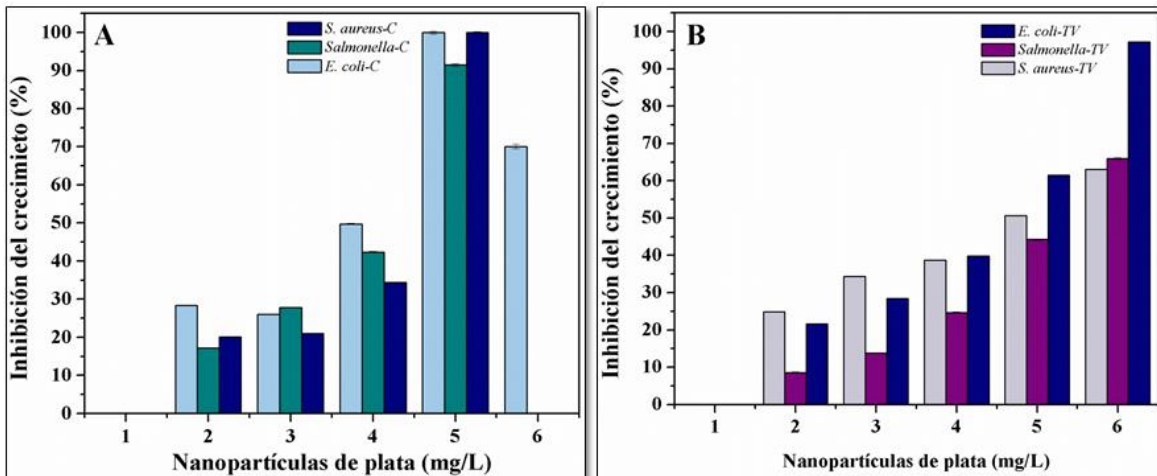 A
S. aureus-C
Salmonella-C
E. coli-C
Inhibición del crecimieto (%)
100
90
80
70
60
50
40
30
20
10
0
1 2 3 4 5 6
Nanopartículas de plata (mg/L)
B
E. coli-TV
Salmonella-TV
S. aureus-TV
Inhibición del crecimiento (%)
100
90
80
70
60
50
40
30
20
10
0
1 2 3 4 5 6
Nanopartículas de plata (mg/L)